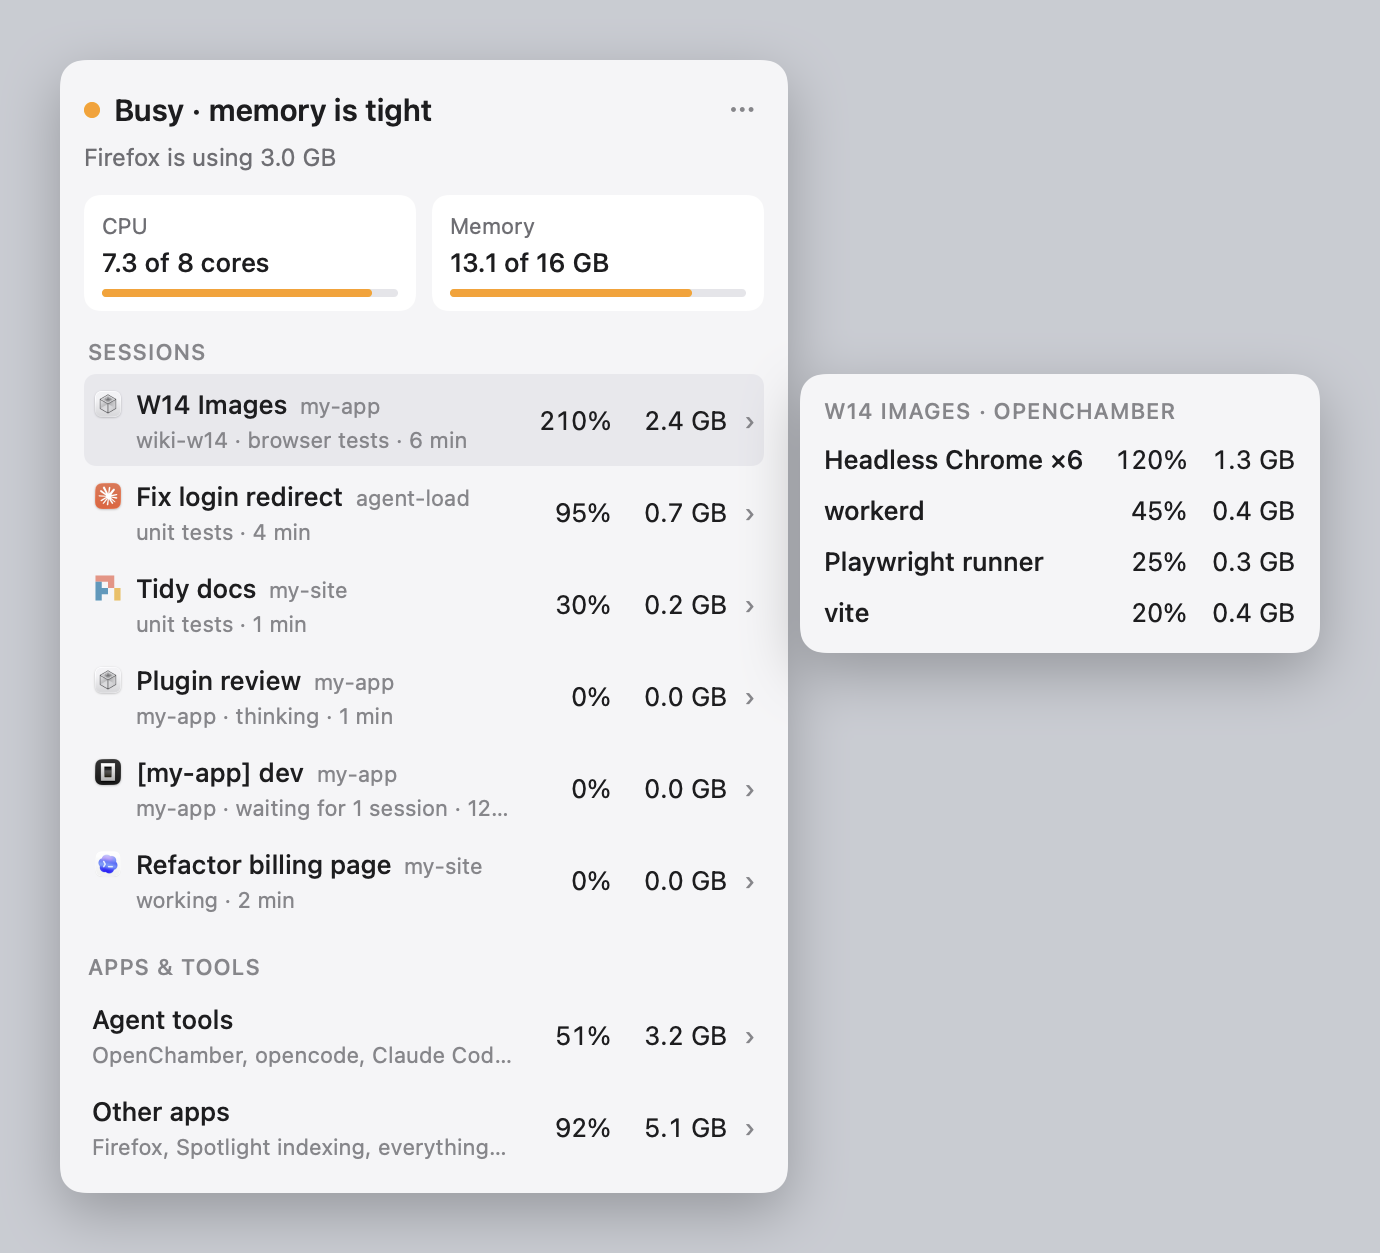 Busy · memory is tight
Firefox is using 3.0 GB
CPU
7.3 of 8 cores
Memory
13.1 of 16 GB
SESSIONS
W14 Images my-app
wiki-w14 · browser tests · 6 min
210% 2.4 GB ›
Fix login redirect agent-load
unit tests · 4 min
95% 0.7 GB ›
Tidy docs my-site
unit tests · 1 min
30% 0.2 GB ›
Plugin review my-app
my-app · thinking · 1 min
0% 0.0 GB ›
[my-app] dev my-app
my-app · waiting for 1 session · 12...
0% 0.0 GB ›
Refactor billing page my-site
working · 2 min
0% 0.0 GB ›
APPS & TOOLS
Agent tools
OpenChamber, opencode, Claude Cod...
51% 3.2 GB ›
Other apps
Firefox, Spotlight indexing, everything...
92% 5.1 GB ›
W14 IMAGES · OPENCHAMBER
Headless Chrome ×6 120% 1.3 GB
workerd 45% 0.4 GB
Playwright runner 25% 0.3 GB
vite 20% 0.4 GB